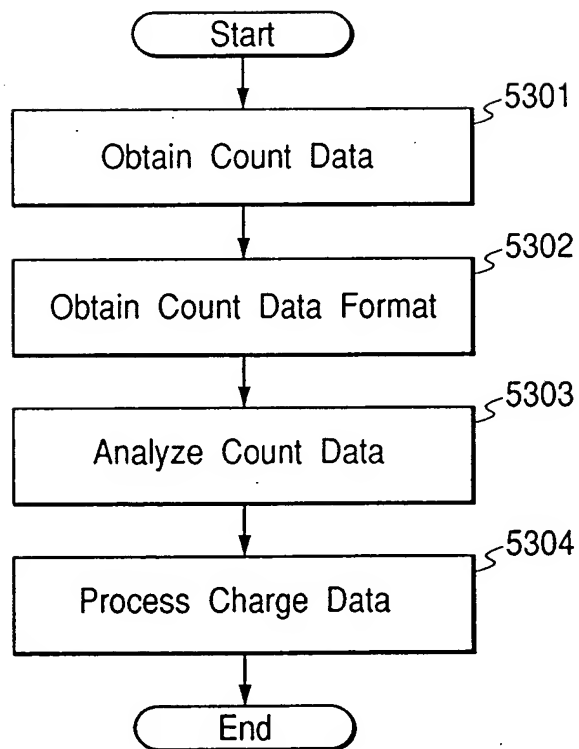 Start
5301
Obtain Count Data
5302
Obtain Count Data Format
5303
Analyze Count Data
5304
Process Charge Data
End